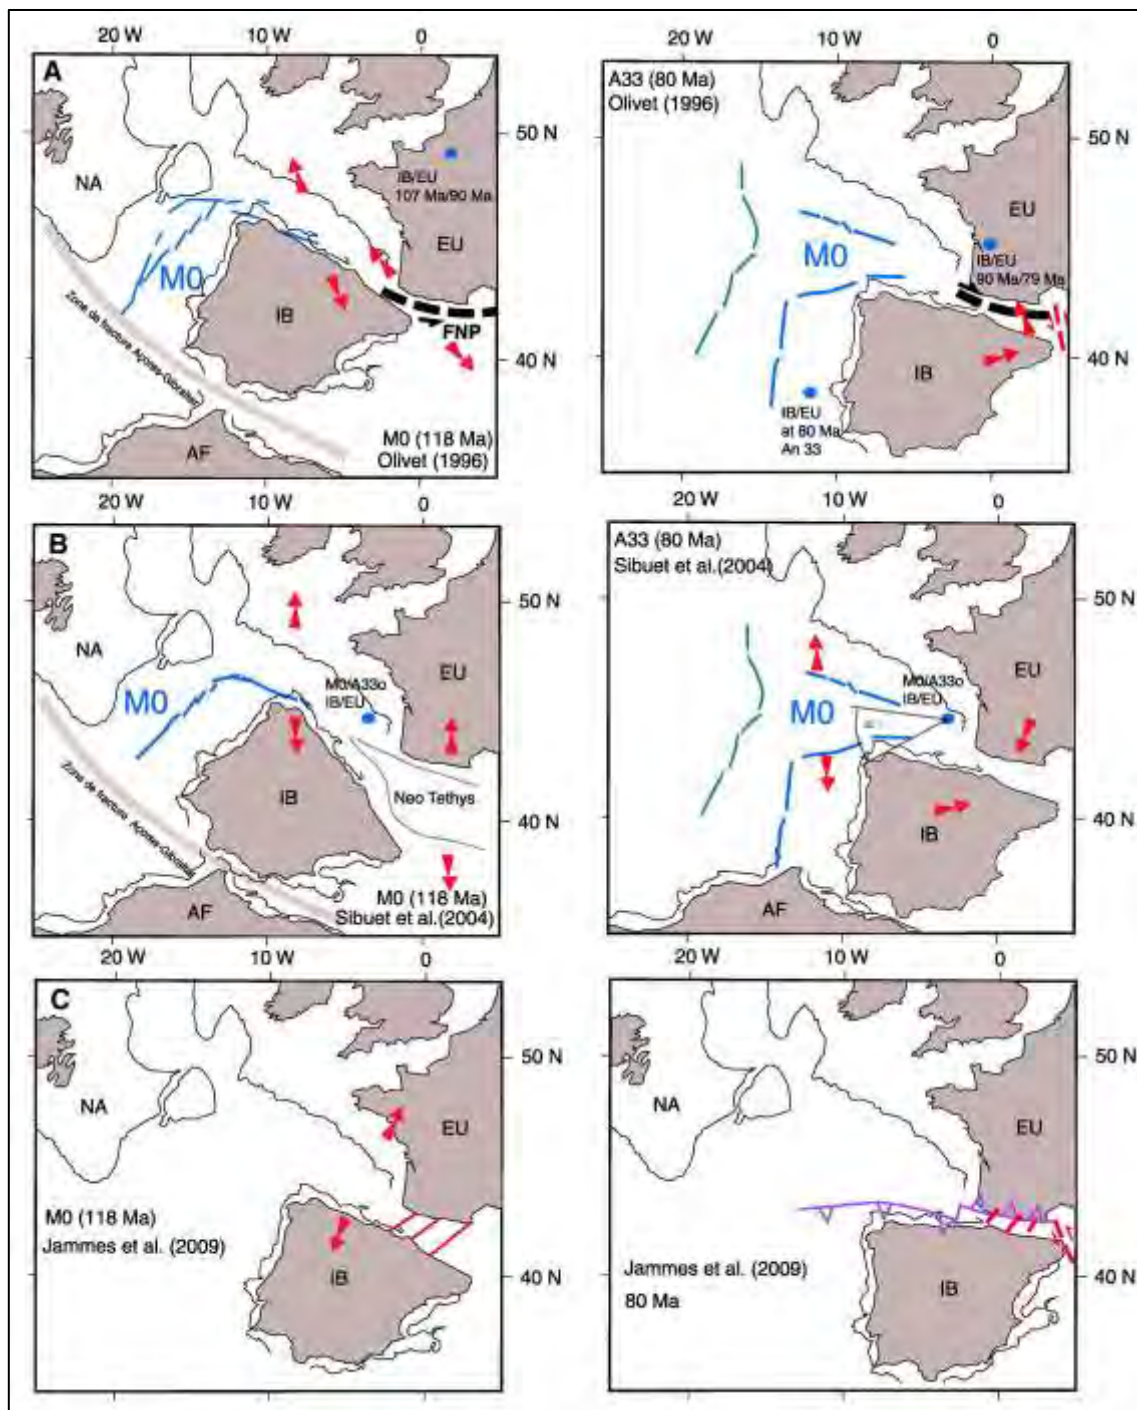 20 W 10 W 0
A
50 N
NA
IB/EU
107 Ma/90 Ma
EU
M0
IB
FNP
40 N
Zone de fracture Açores-Gibraltar
AF
M0 (118 Ma)
Olivet (1996)
20 W 10 W 0
A33 (80 Ma)
Olivet (1996)
50 N
EU
M0
IB/EU
90 Ma/79 Ma
IB
40 N
IB/EU
at 80 Ma
An 33
20 W 10 W 0
B
50 N
NA
EU
M0/A33o
IB/EU
M0
IB
Neo Tethys
40 N
Zone de fracture Açores-Gibraltar
M0 (118 Ma)
AF
Sibuet et al.(2004)
20 W 10 W 0
A33 (80 Ma)
Sibuet et al.(2004)
50 N
EU
M0/A33o
IB/EU
M0
IB
40 N
AF
20 W 10 W 0
C
50 N
NA
EU
M0 (118 Ma)
Jammes et al. (2009)
IB
40 N
20 W 10 W 0
50 N
NA
EU
Jammes et al. (2009)
IB
40 N
80 Ma